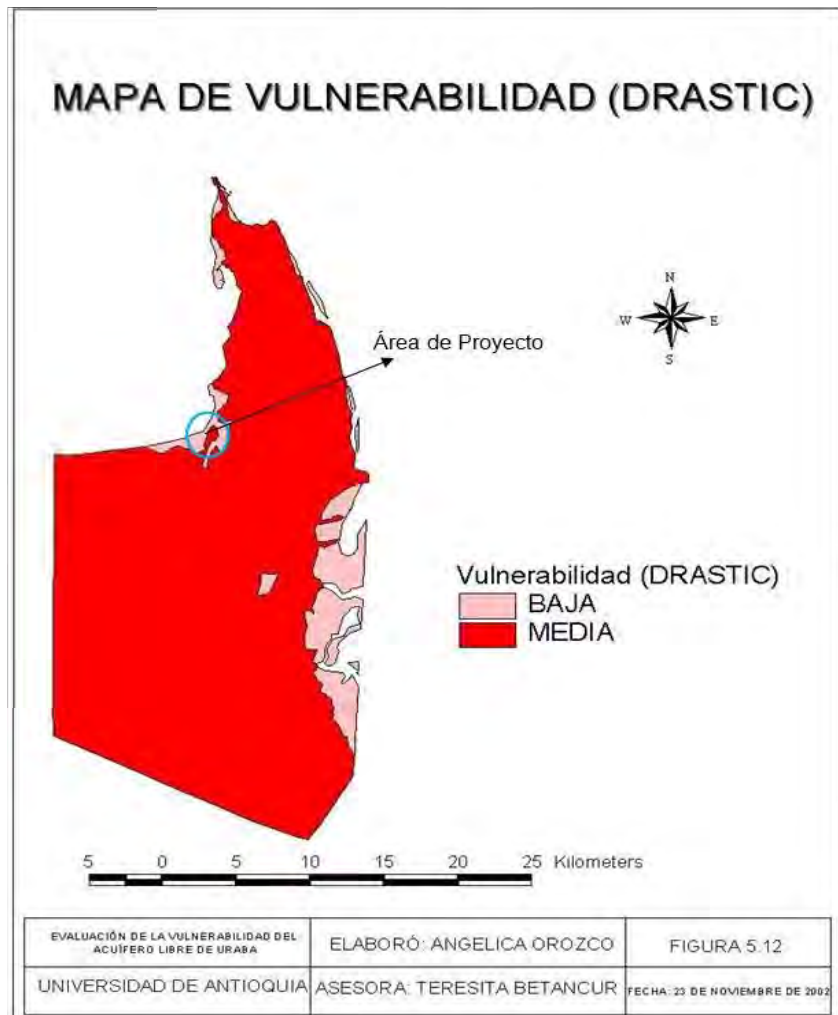 MAPA DE VULNERABILIDAD (DRASTIC)
N
W
E
S
Área de Proyecto
Vulnerabilidad (DRASTIC)
BAJA
MEDIA
5 0 5 10 15 20 25 Kilometers
EVALUACIÓN DE LA VULNERABILIDAD DEL
ACUÍFERO LIBRE DE URABA
ELABORÓ: ANGELICA OROZCO
FIGURA 5.12
UNIVERSIDAD DE ANTIOQUIA
ASESORA: TERESITA BETANCUR
FECHA: 23 DE NOVIEMBRE DE 2002